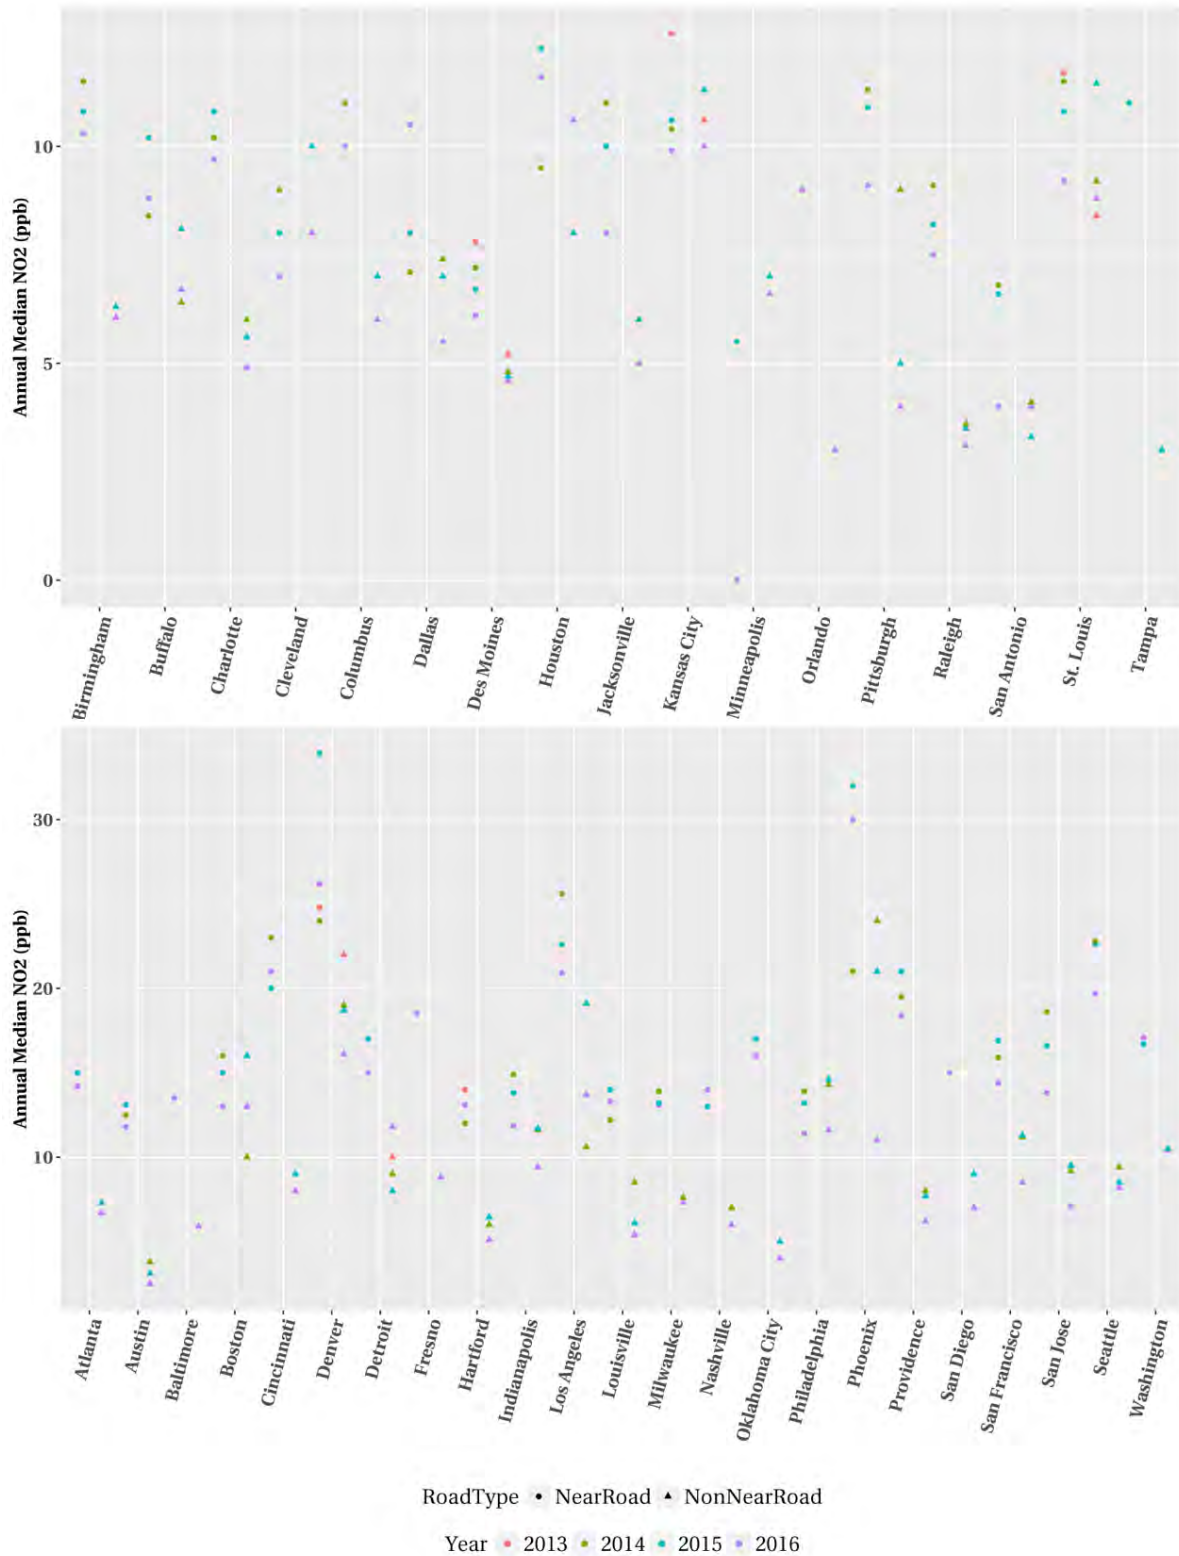 Annual Median NO2 (ppb)
10
5
0
Birmingham
Buffalo
Charlotte
Cleveland
Columbus
Dallas
Des Moines
Houston
Jacksonville
Kansas City
Minneapolis
Orlando
Pittsburgh
Raleigh
San Antonio
St. Louis
Tampa
Annual Median NO2 (ppb)
30
20
10
Atlanta
Austin
Baltimore
Boston
Cincinnati
Denver
Detroit
Fresno
Hartford
Indianapolis
Los Angeles
Louisville
Milwaukee
Nashville
Oklahoma City
Philadelphia
Phoenix
Providence
San Diego
San Francisco
San Jose
Seattle
Washington
RoadType NearRoad NonNearRoad
Year 2013 2014 2015 2016